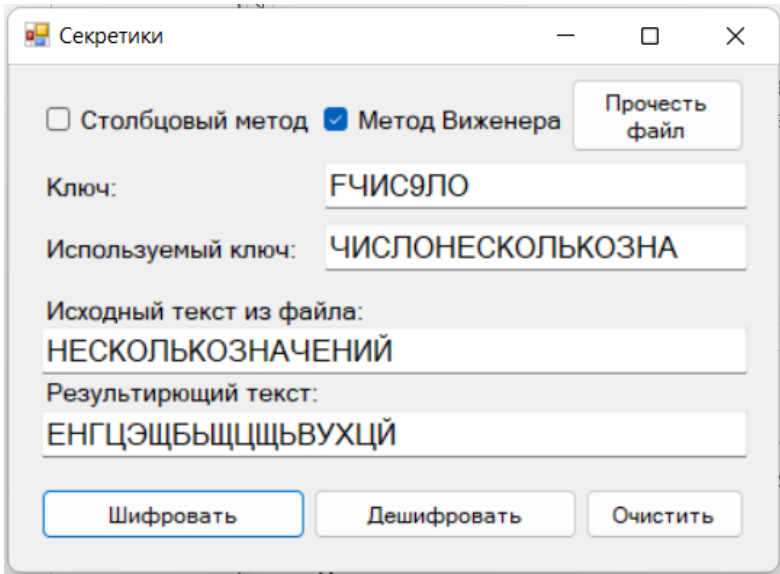 Секретики
Столбцовый метод Метод Виженера Прочесть
файл
Ключ: FЧИС9ЛО
Используемый ключ: ЧИСЛОНЕСКОЛЬКОЗНА
Исходный текст из файла:
НЕСКОЛЬКОЗНАЧЕНИЙ
Результирющий текст:
ЕНГЦЭЩБЫЩЦЩЬВУХЦЙ
Шифровать Дешифровать Очистить